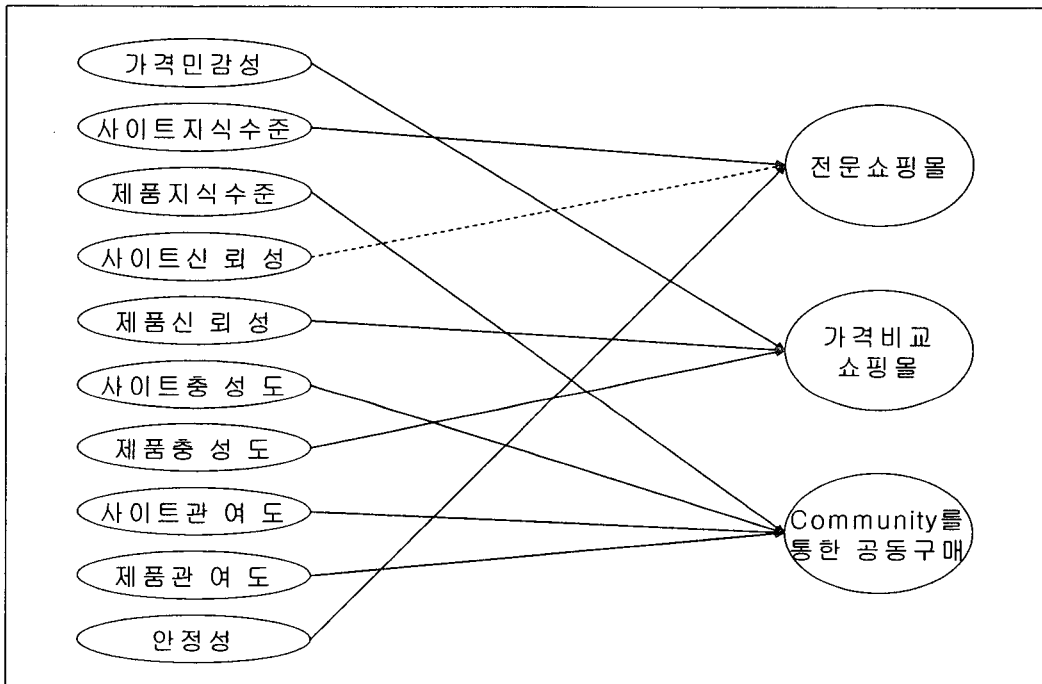 가격민감성
사이트지식수준
제품지식수준
사이트신뢰성
제품신뢰성
사이트충성도
제품충성도
사이트관여도
제품관여도
안정성
전문쇼핑몰
가격비교
쇼핑몰
Community를
통한 공동구매